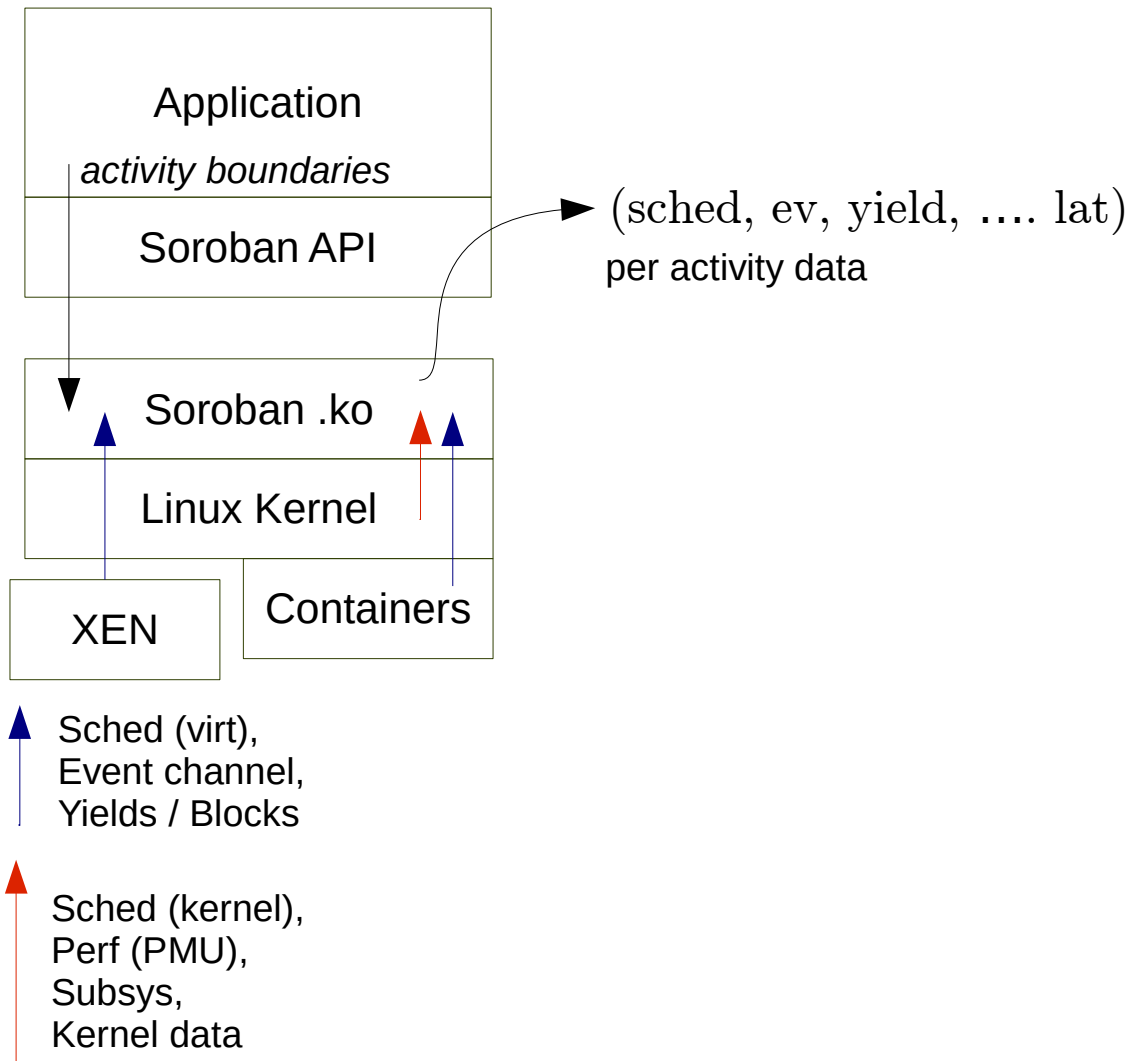 Application
activity boundaries
Soroban API
(sched, ev, yield, .... lat)
per activity data
Soroban .ko
Linux Kernel
Containers
XEN
Sched (virt),
Event channel,
Yields / Blocks
Sched (kernel),
Perf (PMU),
Subsys,
Kernel data